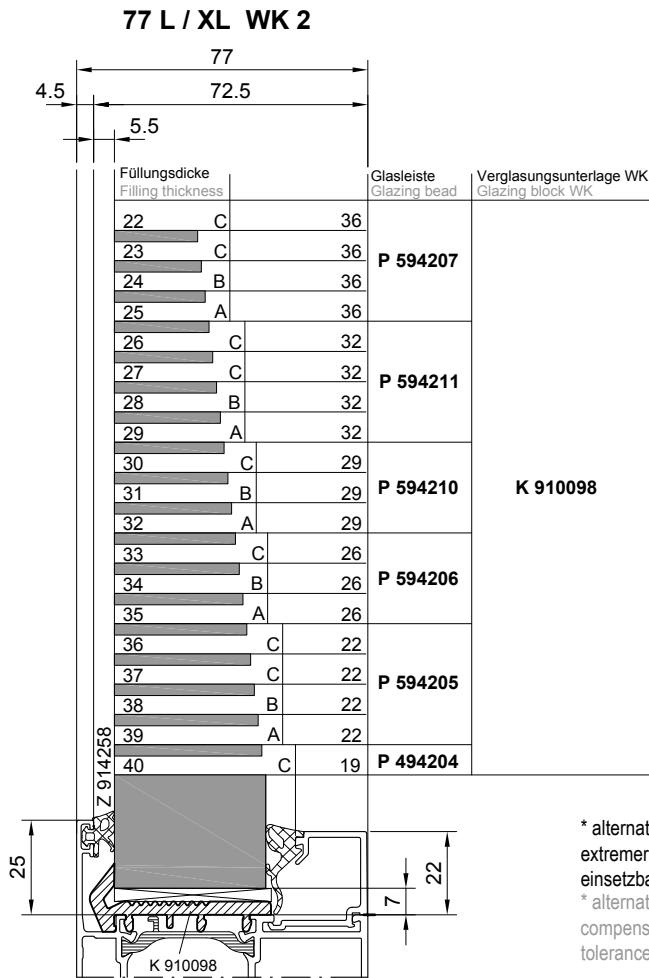 77 L / XL WK 2
77
4.5 72.5
5.5
Füllungsdicke Glasleiste Verglasungsunterlage WK
Filling thickness Glazing bead Glazing block WK
22 C 36
23 C 36
P 594207
24 B 36
25 A 36
26 C 32
27 C 32
P 594211
28 B 32
29 A 32
30 C 29
31 B 29 P 594210 K 910098
32 A 29
33 C 26
34 B 26 P 594206
35 A 26
36 C 22
37 C 22
P 594205
38 B 22
39 A 22
40 C 19 P 494204
Z 914258
25
22
7
K 910098
* alternat
extremer
einsetzba
* alternat
compens
tolerance